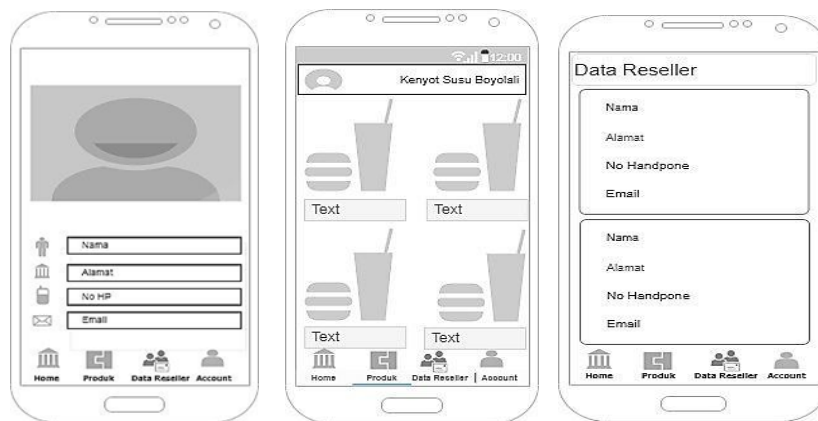 Nama
Alamat
No HP
Email
Home Produk Data Reseller Account
12:00
Kenyot Susu Boyolali
Text Text
Text Text
Home Produk Data Reseller | Account
Data Reseller
Nama
Alamat
No Handpone
Email
Nama
Alamat
No Handpone
Email
Home Produk Data Reseller Account